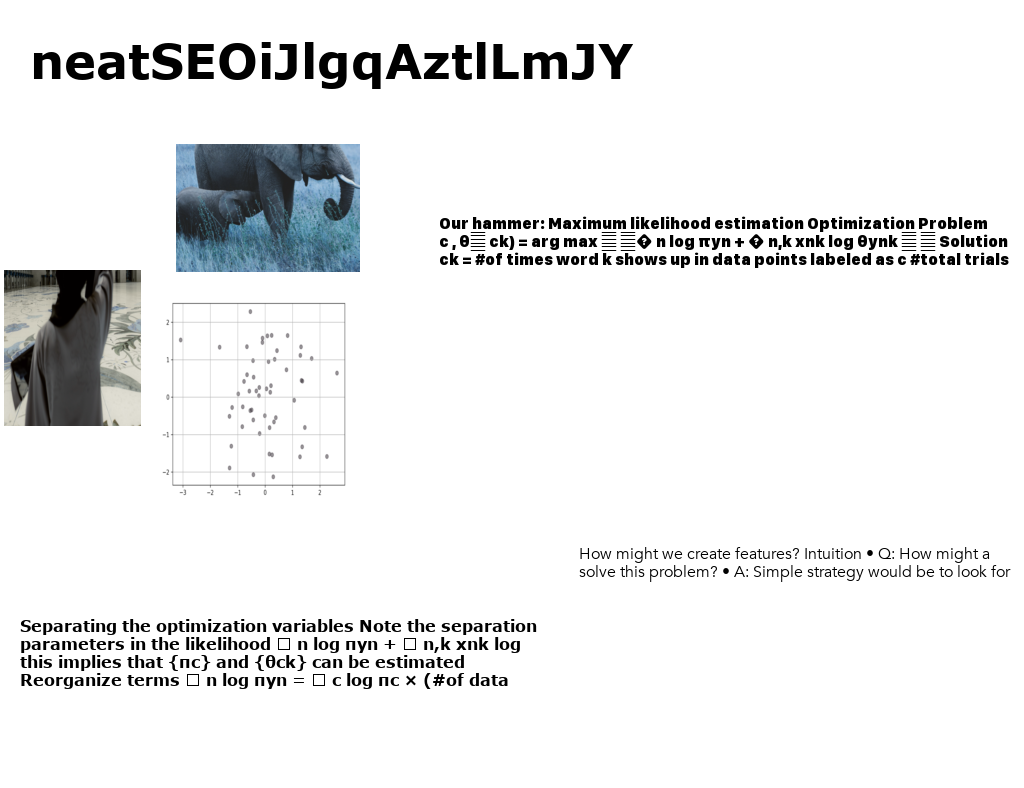 neatSEOiJlgqAztlLmJY
Our hammer: Maximum likelihood estimation Optimization Problem
c , θ ck) = arg max � n log πyn + � n,k xnk log θynk Solution
ck = #of times word k shows up in data points labeled as c #total trials
2
1
0
−1
−2
−3 −2 −1 0 1 2
How might we create features? Intuition • Q: How might a
solve this problem? • A: Simple strategy would be to look for
Separating the optimization variables Note the separation
parameters in the likelihood □ n log πyn + □ n,k xnk log
this implies that {πc} and {θck} can be estimated
Reorganize terms □ n log πyn = □ c log πc × (#of data